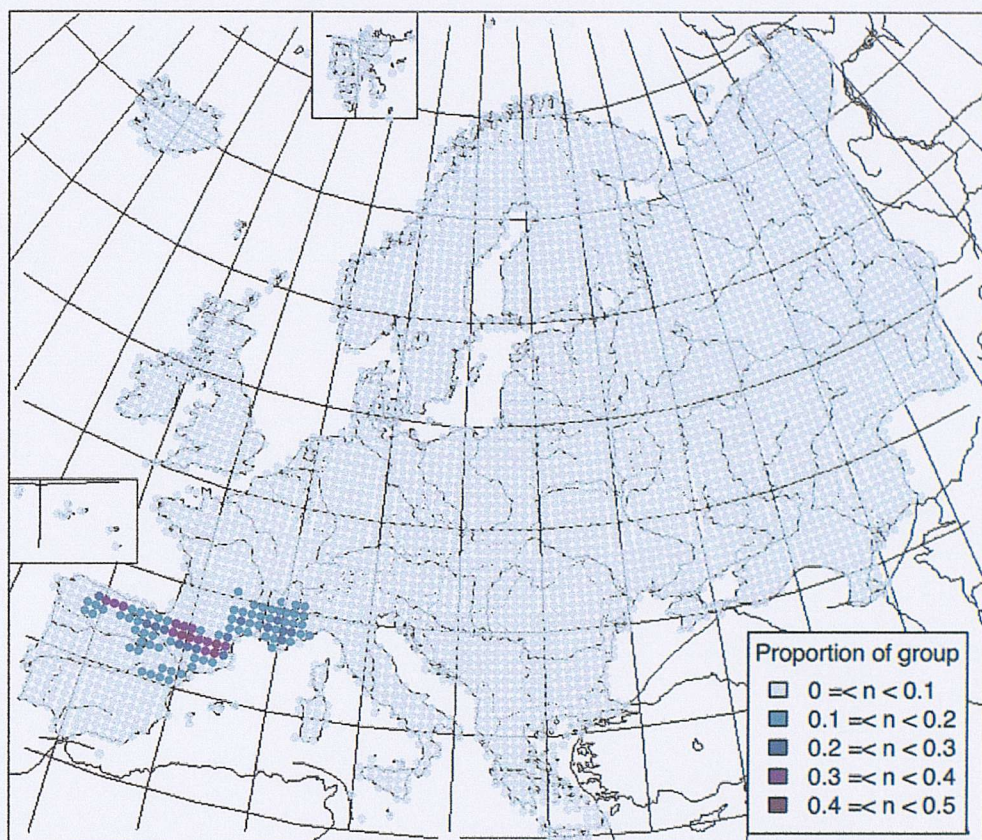 Proportion of group
0 =< n < 0.1
0.1 =< n < 0.2
0.2 =< n < 0.3
0.3 =< n < 0.4
0.4 =< n < 0.5